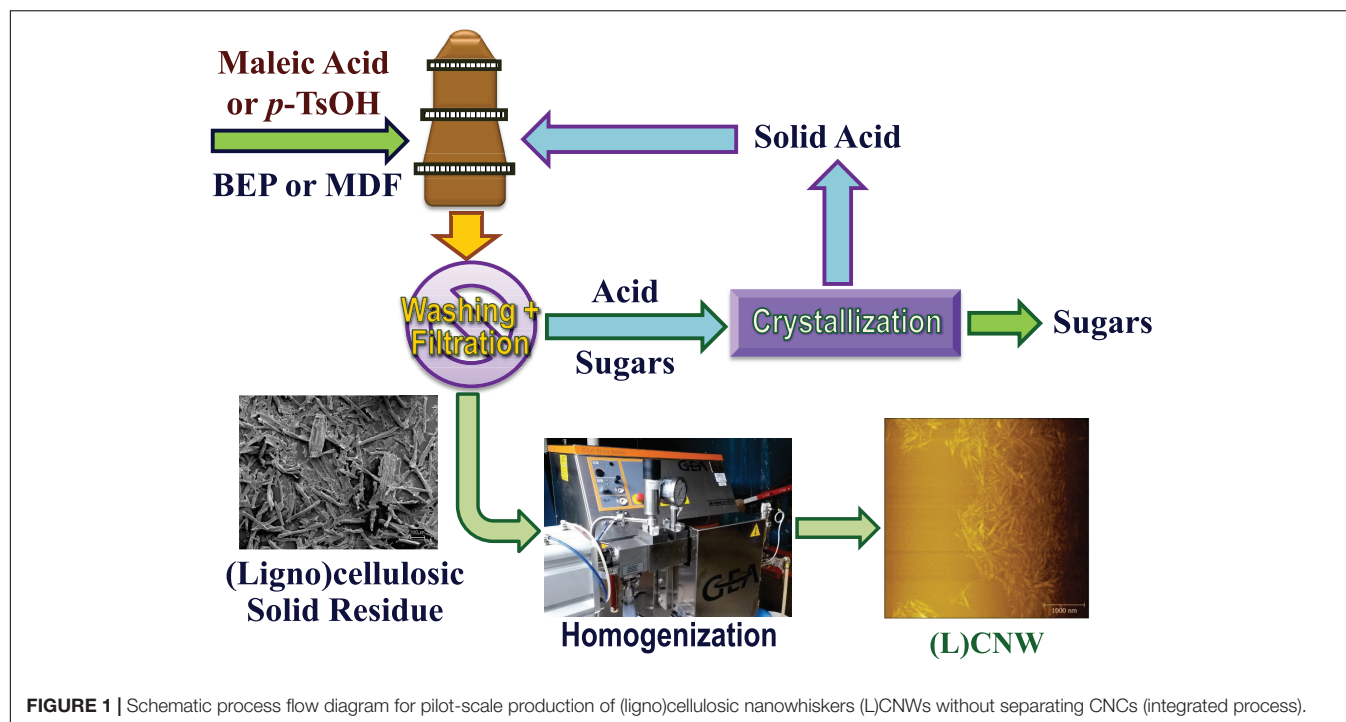 Maleic Acid
or p-TsOH
BEP or MDF
Solid Acid
Washing +
Filtration
Acid
Sugars
Crystallization
Sugars
(Ligno)cellulosic
Solid Residue
GEA
GEA
Homogenization
1000 nm
(L)CNW
FIGURE 1 | Schematic process flow diagram for pilot-scale production of (ligno)cellulosic nanowhiskers (L)CNWs without separating CNCs (integrated process).